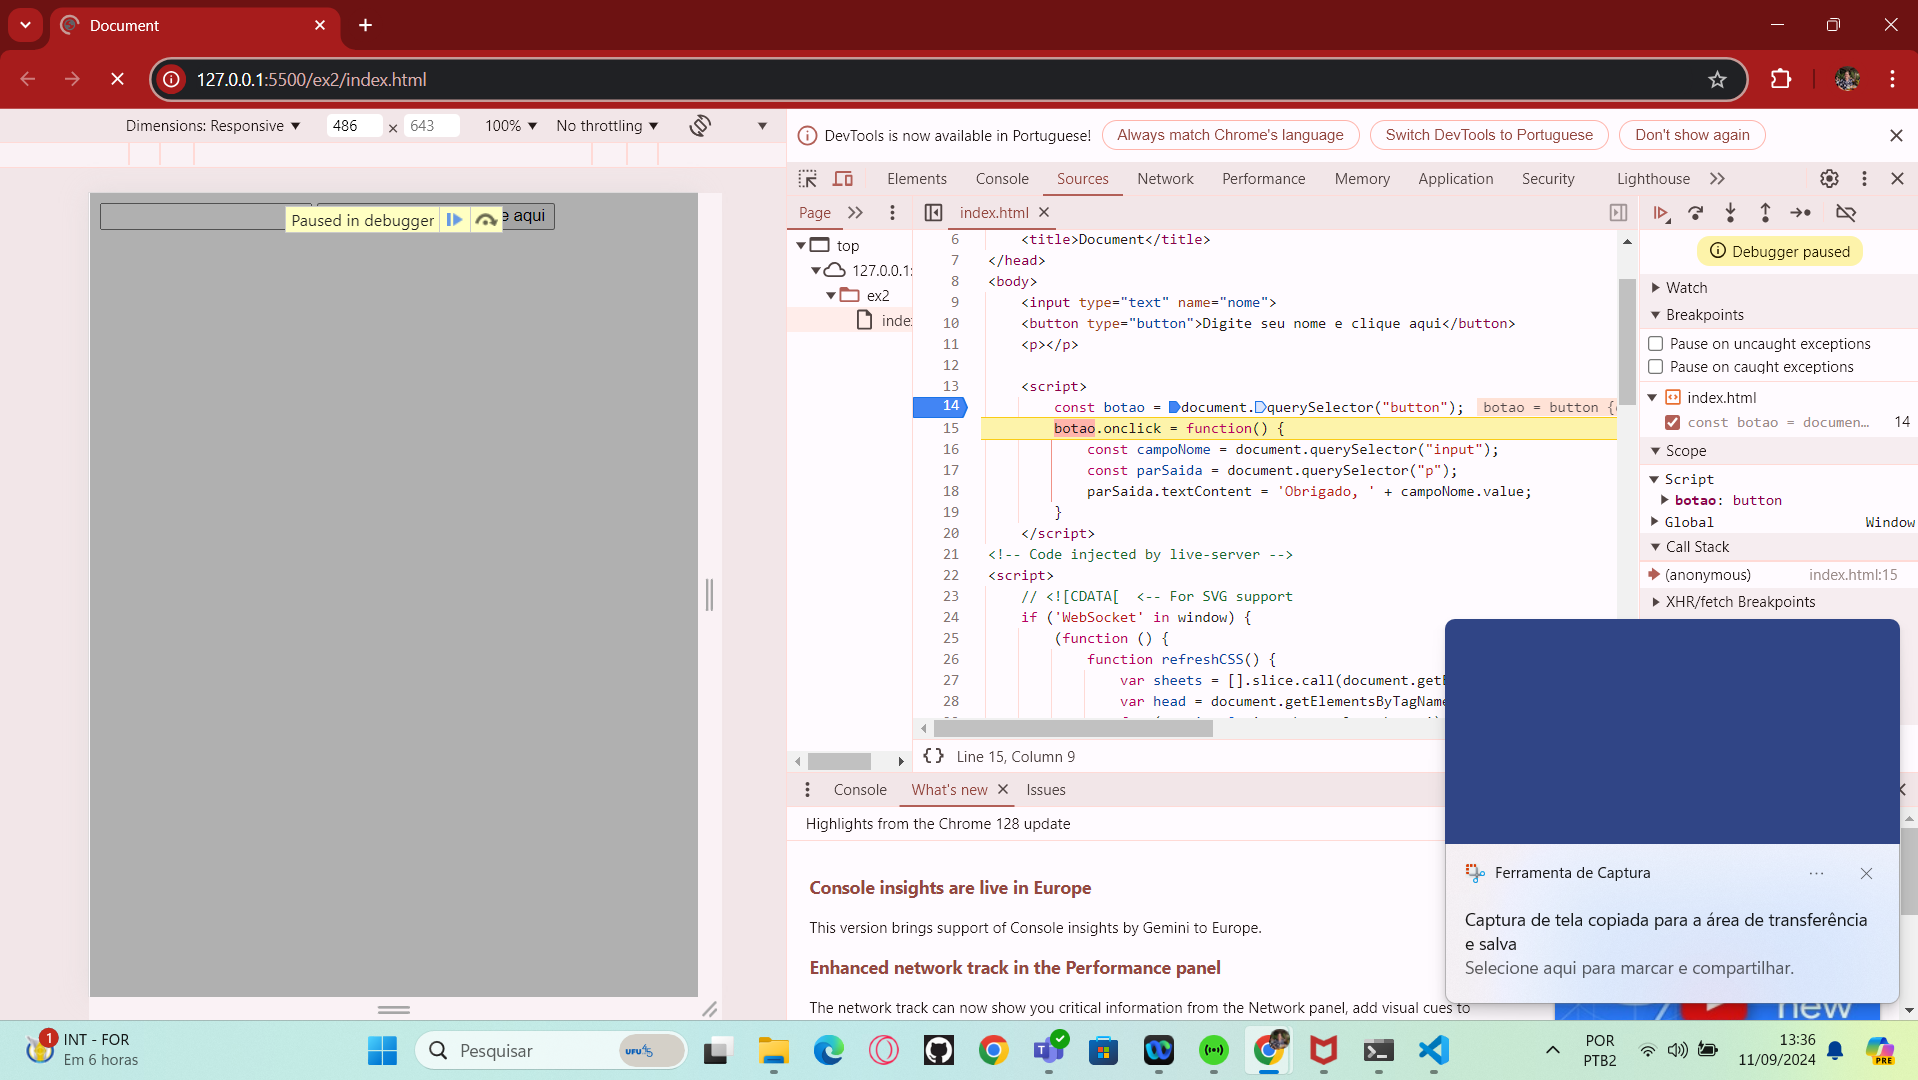 Document
127.0.0.1:5500/ex2/index.html
Dimensions: Responsive
486
×
643
100%
No throttling
Paused in debugger
e aqui
DevTools is now available in Portuguese!
Always match Chrome's language
Switch DevTools to Portuguese
Don't show again
Elements
Console
Sources
Network
Performance
Memory
Application
Security
Lighthouse
Page
index.html
top
127.0.0.1:
ex2
index
6 <title>Document</title>
7 </head>
8 <body>
9 <input type="text" name="nome">
10 <button type="button">Digite seu nome e clique aqui</button>
11 <p></p>
12
13 <script>
14 const botao = document.querySelector("button"); botao = button {
15 botao.onclick = function() {
16 const campoNome = document.querySelector("input");
17 const parSaida = document.querySelector("p");
18 parSaida.textContent = 'Obrigado, ' + campoNome.value;
19 }
20 </script>
21 <!-- Code injected by live-server -->
22 <script>
23 // <![CDATA[ <-- For SVG support
24 if ('WebSocket' in window) {
25 (function () {
26 function refreshCSS() {
27 var sheets = [].slice.call(document.getE
28 var head = document.getElementsByTagName
{} Line 15, Column 9
Debugger paused
Watch
Breakpoints
Pause on uncaught exceptions
Pause on caught exceptions
index.html
const botao = documen… 14
Scope
Script
botao: button
Global Window
Call Stack
(anonymous) index.html:15
XHR/fetch Breakpoints
Console
What's new
Issues
Highlights from the Chrome 128 update
Console insights are live in Europe
This version brings support of Console insights by Gemini to Europe.
Enhanced network track in the Performance panel
The network track can now show you critical information from the Network panel, add visual cues to
new
Ferramenta de Captura
Captura de tela copiada para a área de transferência
e salva
Selecione aqui para marcar e compartilhar.
1
INT - FOR
Em 6 horas
Pesquisar
POR
PTB2
13:36
11/09/2024
PRE